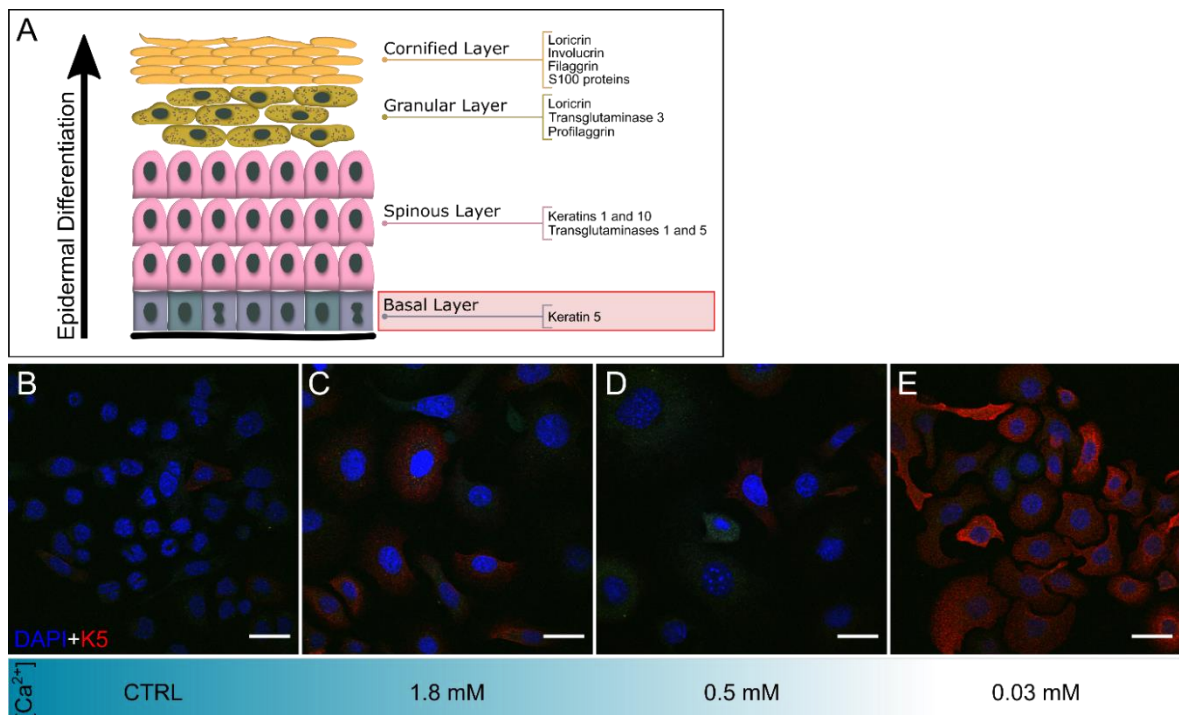 A
Epidermal Differentiation
Cornified Layer
Loricrin
Involucrin
Filaggrin
S100 proteins
Granular Layer
Loricrin
Transglutaminase 3
Profilaggrin
Spinous Layer
Keratins 1 and 10
Transglutaminases 1 and 5
Basal Layer
Keratin 5
B
C
D
E
DAPI+K5
[Ca²⁺]
CTRL
1.8 mM
0.5 mM
0.03 mM